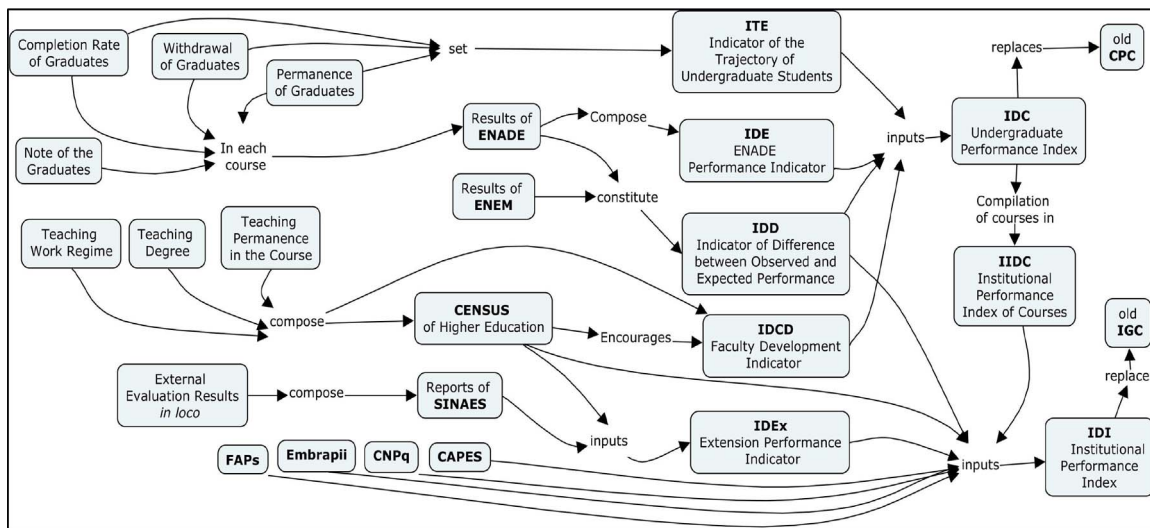 Completion Rate
of Graduates
Withdrawal
of Graduates
Permanence
of Graduates
set
ITE
Indicator of the
Trajectory of
Undergraduate Students
replaces
old
CPC
Note of the
Graduates
In each
course
Results of
ENADE
Compose
IDE
ENADE
Performance Indicator
inputs
IDC
Undergraduate
Performance Index
Results of
ENEM
constitute
Compilation
of courses in
Teaching
Work Regime
Teaching
Degree
Teaching
Permanence
in the Course
IDD
Indicator of Difference
between Observed and
Expected Performance
IIDC
Institutional
Performance
Index of Courses
compose
CENSUS
of Higher Education
Encourages
IDCD
Faculty Development
Indicator
old
IGC
replace
External
Evaluation Results
in loco
compose
Reports of
SINAES
inputs
IDEx
Extension Performance
Indicator
inputs
IDI
Institutional
Performance
Index
FAPs
Embrapii
CNPq
CAPES